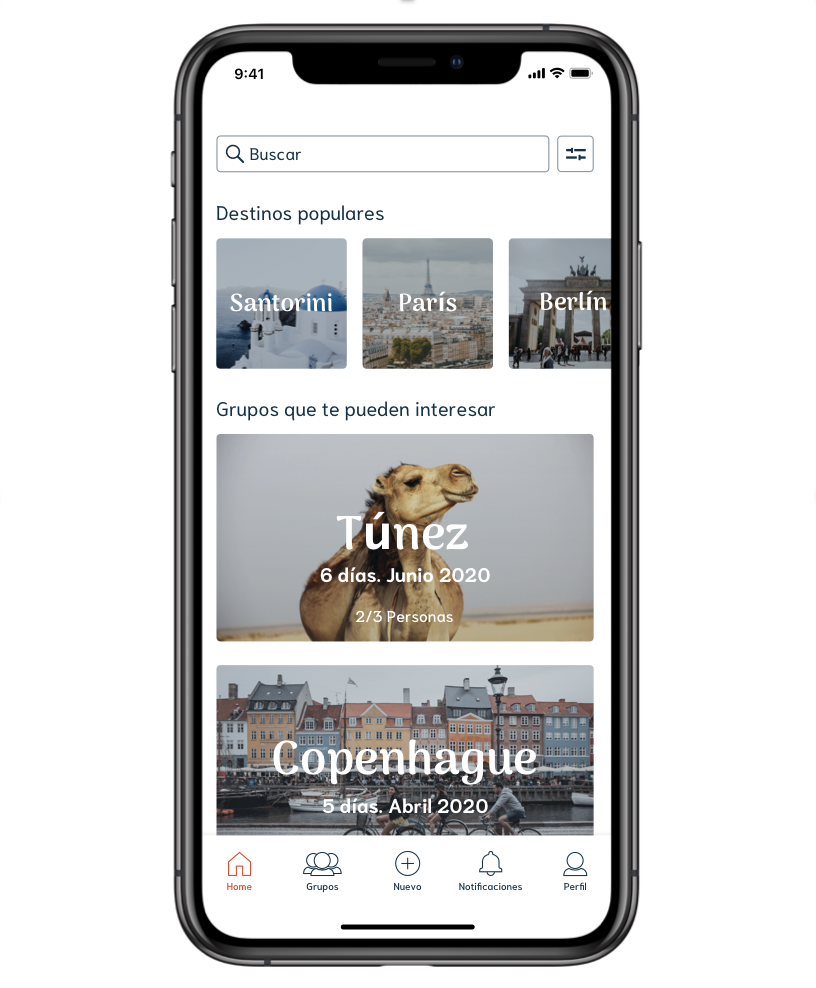 9:41
Buscar
Destinos populares
Santorini
París
Berlín
Grupos que te pueden interesar
Túnez
6 días. Junio 2020
2/3 Personas
Copenhague
5 días. Abril 2020
Home
Grupos
Nuevo
Notificaciones
Perfil